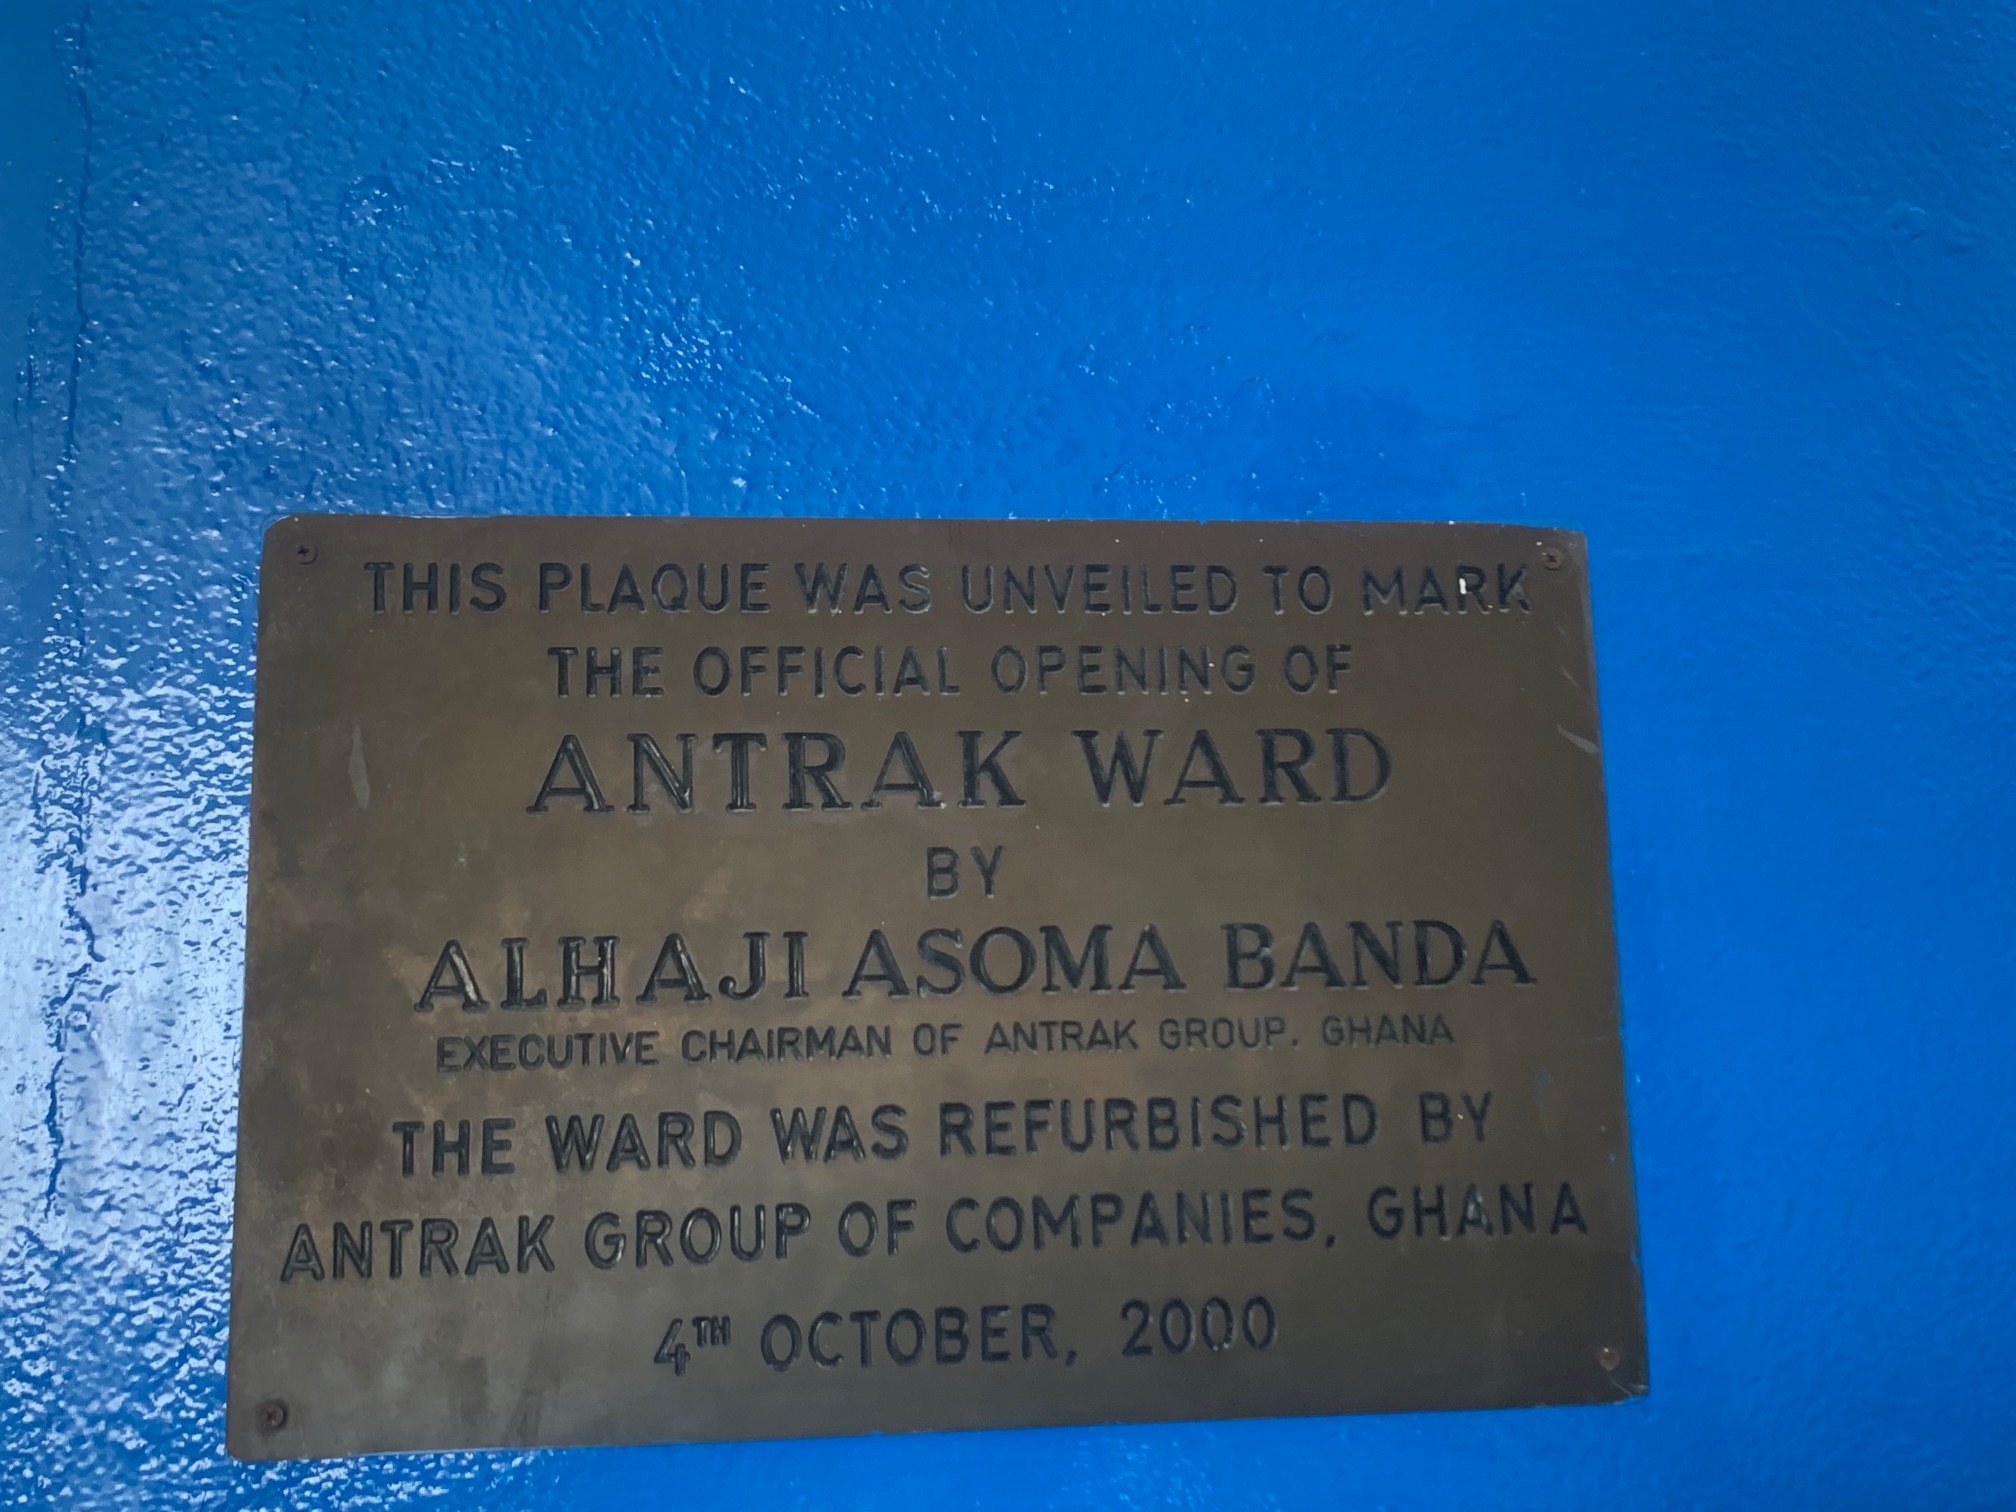 THIS PLAQUE WAS UNVEILED TO MARK
THE OFFICIAL OPENING OF
ANTRAK WARD
BY
ALHAJI ASOMA BANDA
EXECUTIVE CHAIRMAN OF ANTRAK GROUP. GHANA
THE WARD WAS REFURBISHED BY
ANTRAK GROUP OF COMPANIES, GHANA
4TH OCTOBER, 2000